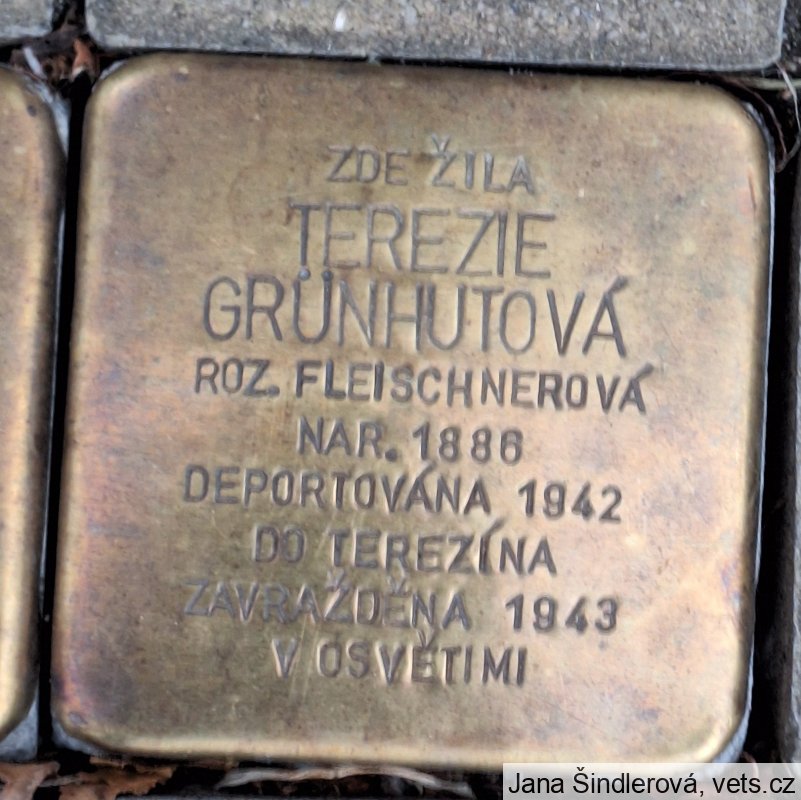 ZDE ŽILA
TEREZIE
GRÜNHUTOVÁ
ROZ. FLEISCHNEROVÁ
NAR. 1886
DEPORTOVÁNA 1942
DO TEREZÍNA
ZAVRAŽDĚNA 1943
V OSVĚTIMI
Jana Šindlerová, vets.cz